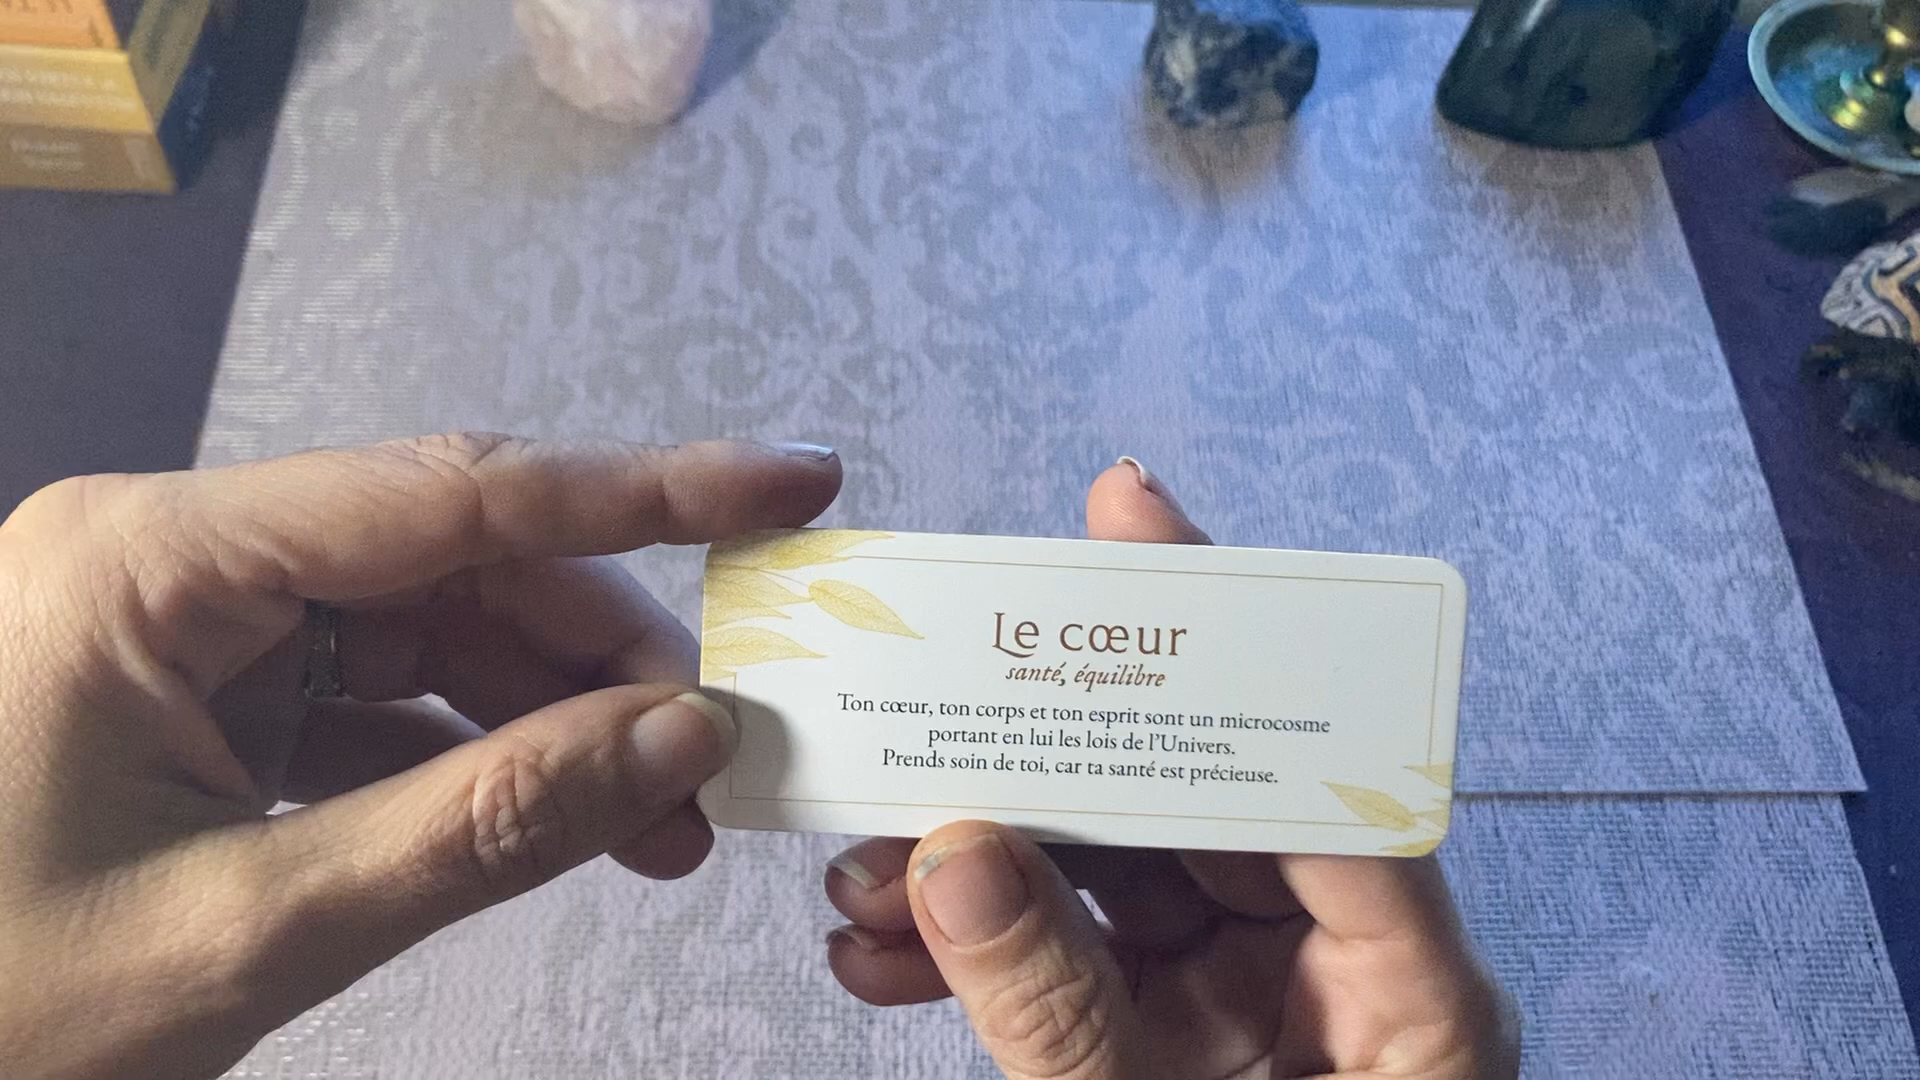 Le cœur
santé, équilibre
Ton cœur, ton corps et ton esprit sont un microcosme
portant en lui les lois de l'Univers.
Prends soin de toi, car ta santé est précieuse.